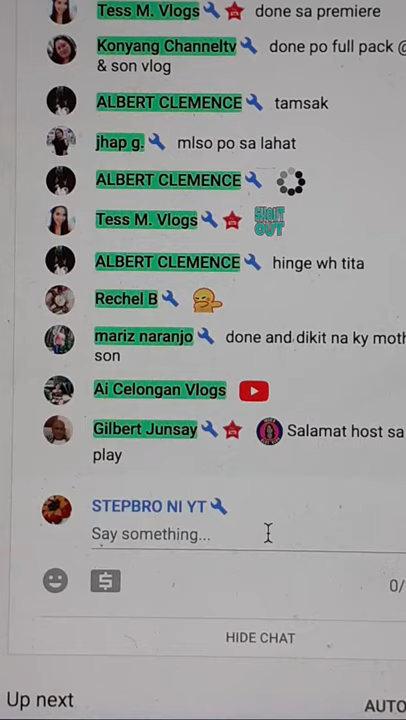 Tess M. Vlogs done sa premiere
Konyang Channeltv done po full pack @
& son vlog
ALBERT CLEMENCE tamsak
jhap g. mlso po sa lahat
ALBERT CLEMENCE
Tess M. Vlogs SHOUT
OUT
ALBERT CLEMENCE hinge wh tita
Rechel B
mariz naranjo done and dikit na ky moth
son
Ai Celongan Vlogs
Gilbert Junsay Salamat host sa
play
STEPBRO NI YT
Say something...
0/
HIDE CHAT
Up next
AUTO